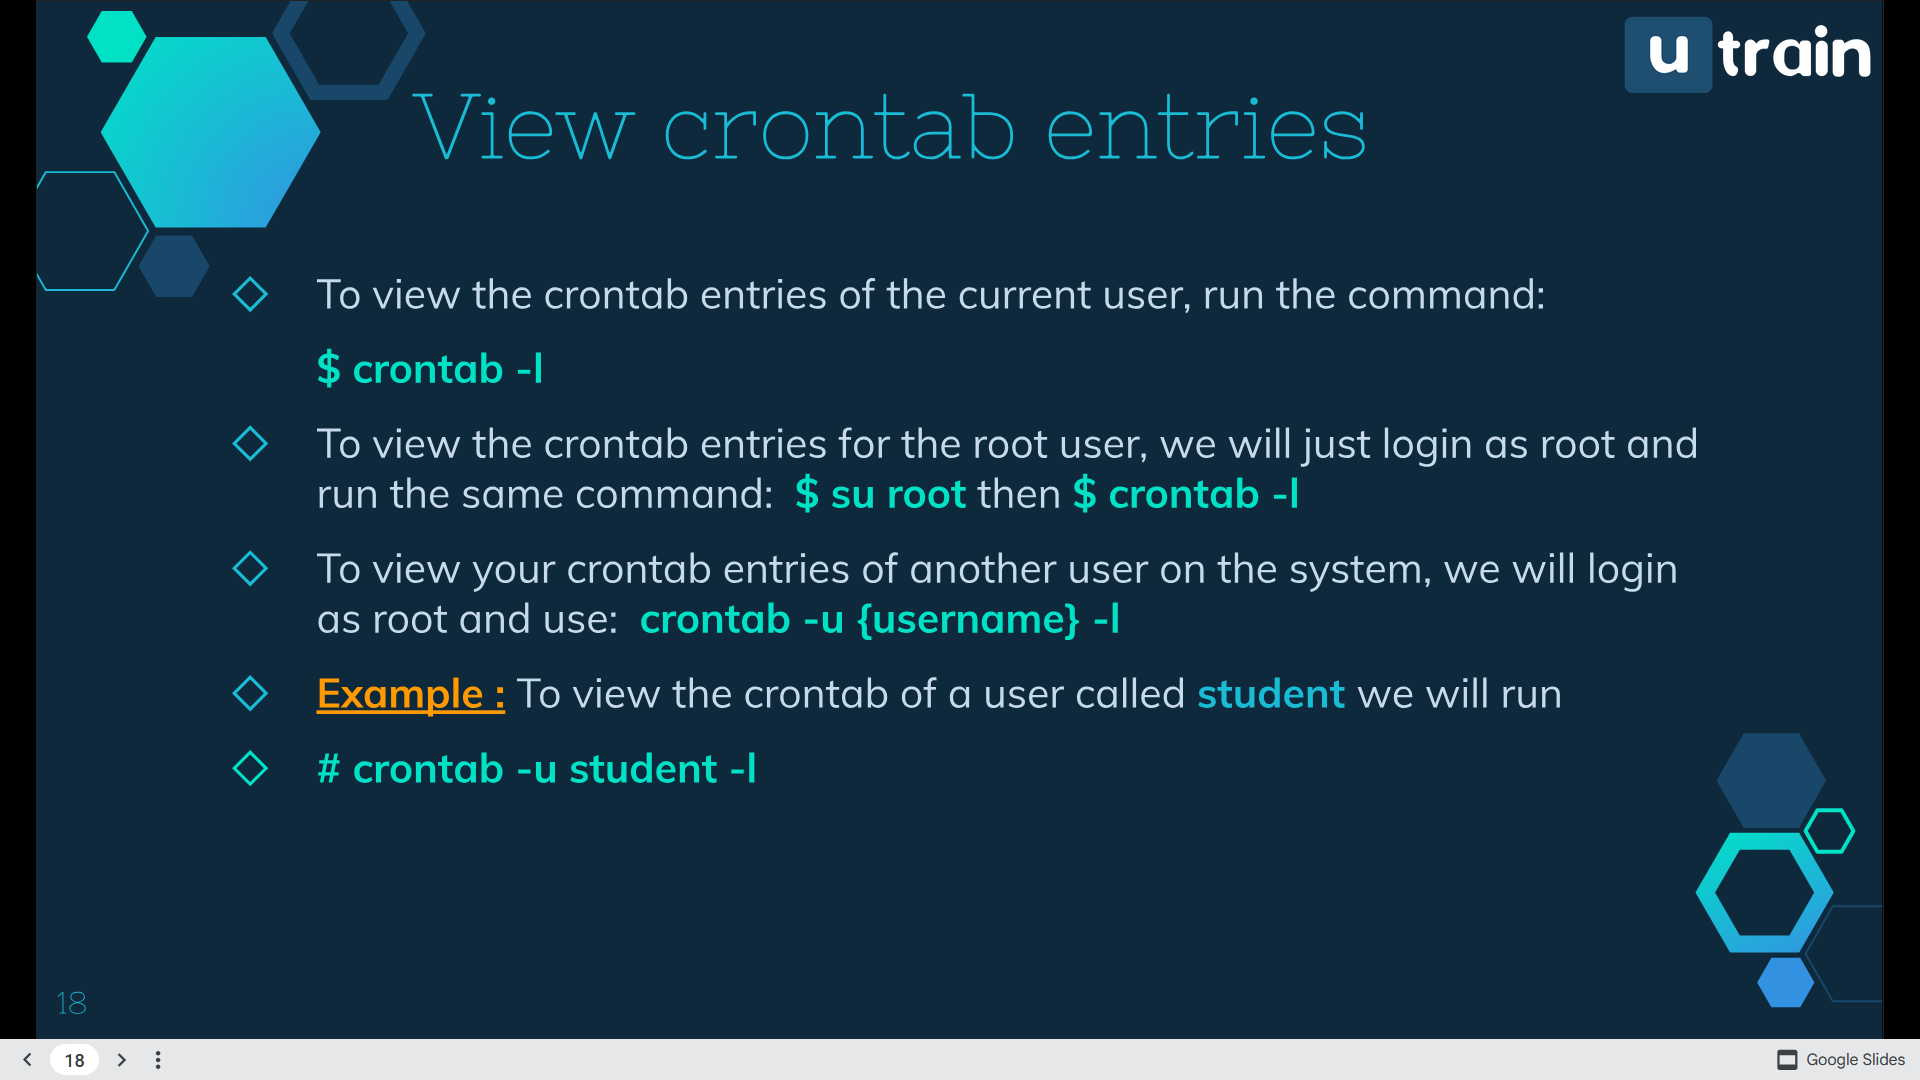 u train
View crontab entries
To view the crontab entries of the current user, run the command:
$ crontab -l
To view the crontab entries for the root user, we will just login as root and
run the same command: $ su root then $ crontab -l
To view your crontab entries of another user on the system, we will login
as root and use: crontab -u {username} -l
Example : To view the crontab of a user called student we will run
# crontab -u student -l
18
18
Google Slides